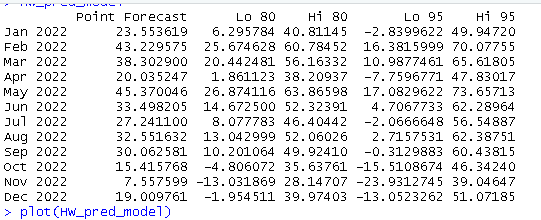 > HW_pred_model
Point Forecast Lo 80 Hi 80 Lo 95 Hi 95
Jan 2022 23.553619 6.295784 40.81145 -2.8399622 49.94720
Feb 2022 43.229575 25.674628 60.78452 16.3815999 70.07755
Mar 2022 38.302900 20.442481 56.16332 10.9877461 65.61805
Apr 2022 20.035247 1.861123 38.20937 -7.7596771 47.83017
May 2022 45.370046 26.874116 63.86598 17.0829622 73.65713
Jun 2022 33.498205 14.672500 52.32391 4.7067733 62.28964
Jul 2022 27.241100 8.077783 46.40442 -2.0666648 56.54887
Aug 2022 32.551632 13.042999 52.06026 2.7157531 62.38751
Sep 2022 30.062581 10.201064 49.92410 -0.3129883 60.43815
Oct 2022 15.415768 -4.806072 35.63761 -15.5108674 46.34240
Nov 2022 7.557599 -13.031869 28.14707 -23.9312745 39.04647
Dec 2022 19.009761 -1.954511 39.97403 -13.0523262 51.07185
> plot(HW_pred_model)